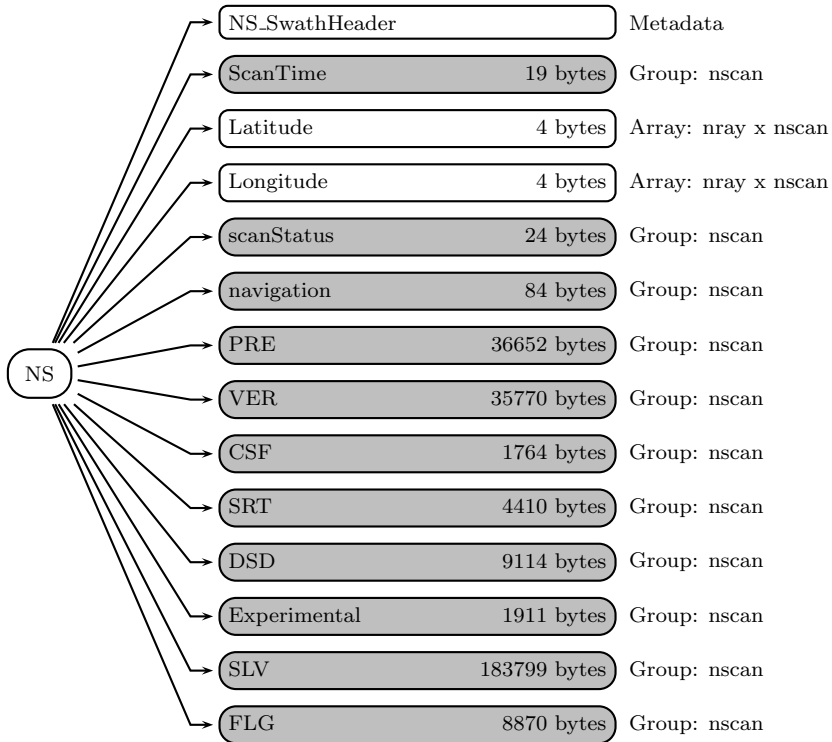 NS_SwathHeader Metadata
ScanTime 19 bytes Group: nscan
Latitude 4 bytes Array: nray x nscan
Longitude 4 bytes Array: nray x nscan
scanStatus 24 bytes Group: nscan
navigation 84 bytes Group: nscan
PRE 36652 bytes Group: nscan
NS
VER 35770 bytes Group: nscan
CSF 1764 bytes Group: nscan
SRT 4410 bytes Group: nscan
DSD 9114 bytes Group: nscan
Experimental 1911 bytes Group: nscan
SLV 183799 bytes Group: nscan
FLG 8870 bytes Group: nscan